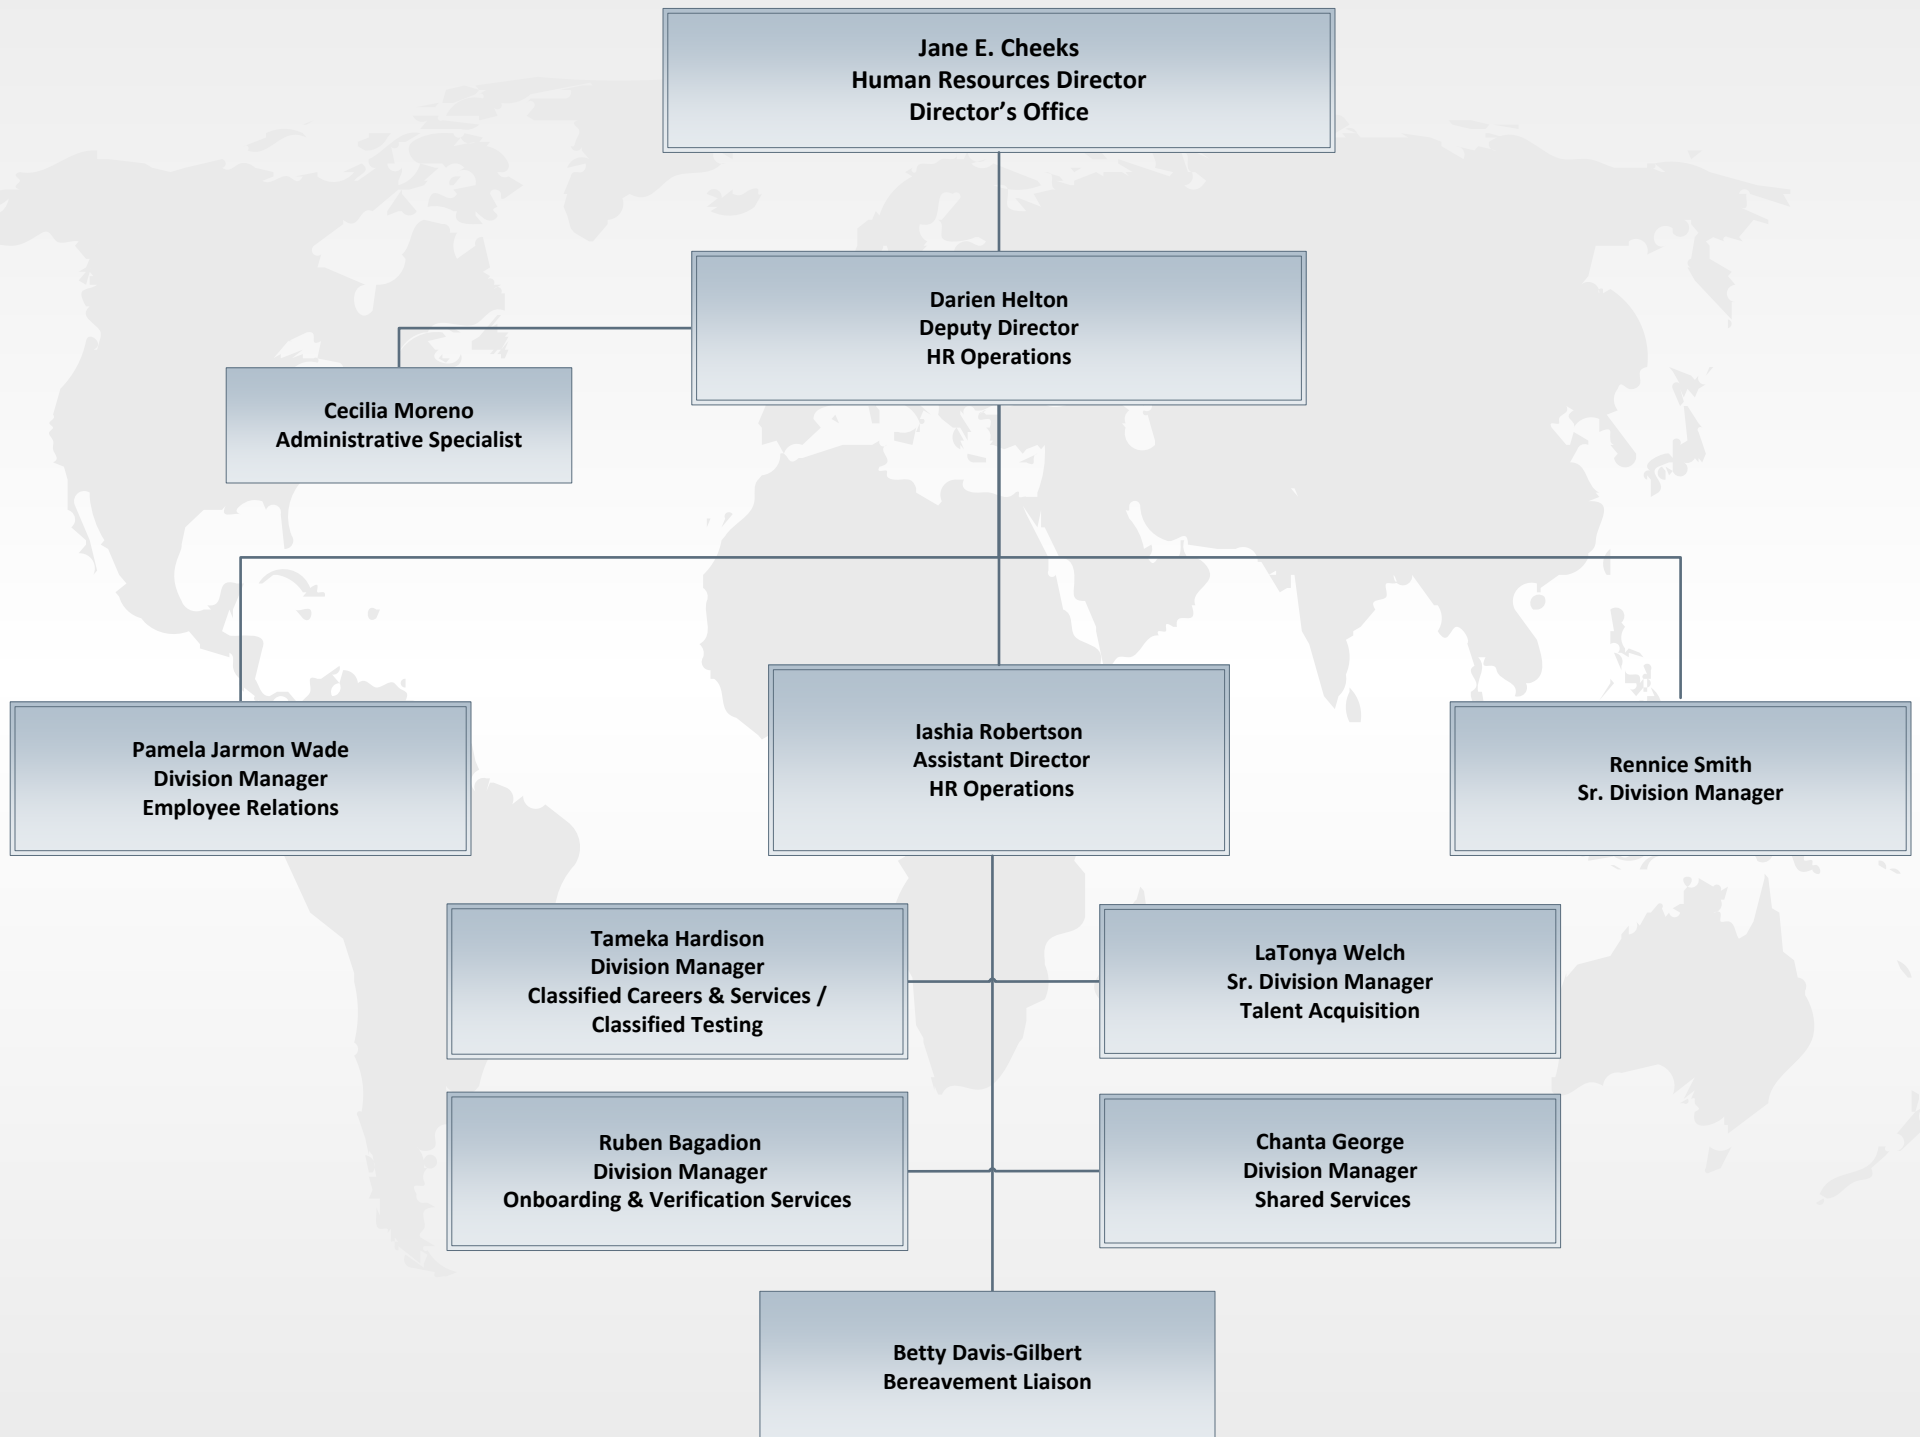 Jane E. Cheeks
Human Resources Director
Director’s Office
Darien Helton
Deputy Director
HR Operations
Cecilia Moreno
Administrative Specialist
Pamela Jarmon Wade
Division Manager
Employee Relations
Iashia Robertson
Assistant Director
HR Operations
Rennice Smith
Sr. Division Manager
Tameka Hardison
Division Manager
Classified Careers & Services /
Classified Testing
LaTonya Welch
Sr. Division Manager
Talent Acquisition
Ruben Bagadion
Division Manager
Onboarding & Verification Services
Chanta George
Division Manager
Shared Services
Betty Davis-Gilbert
Bereavement Liaison